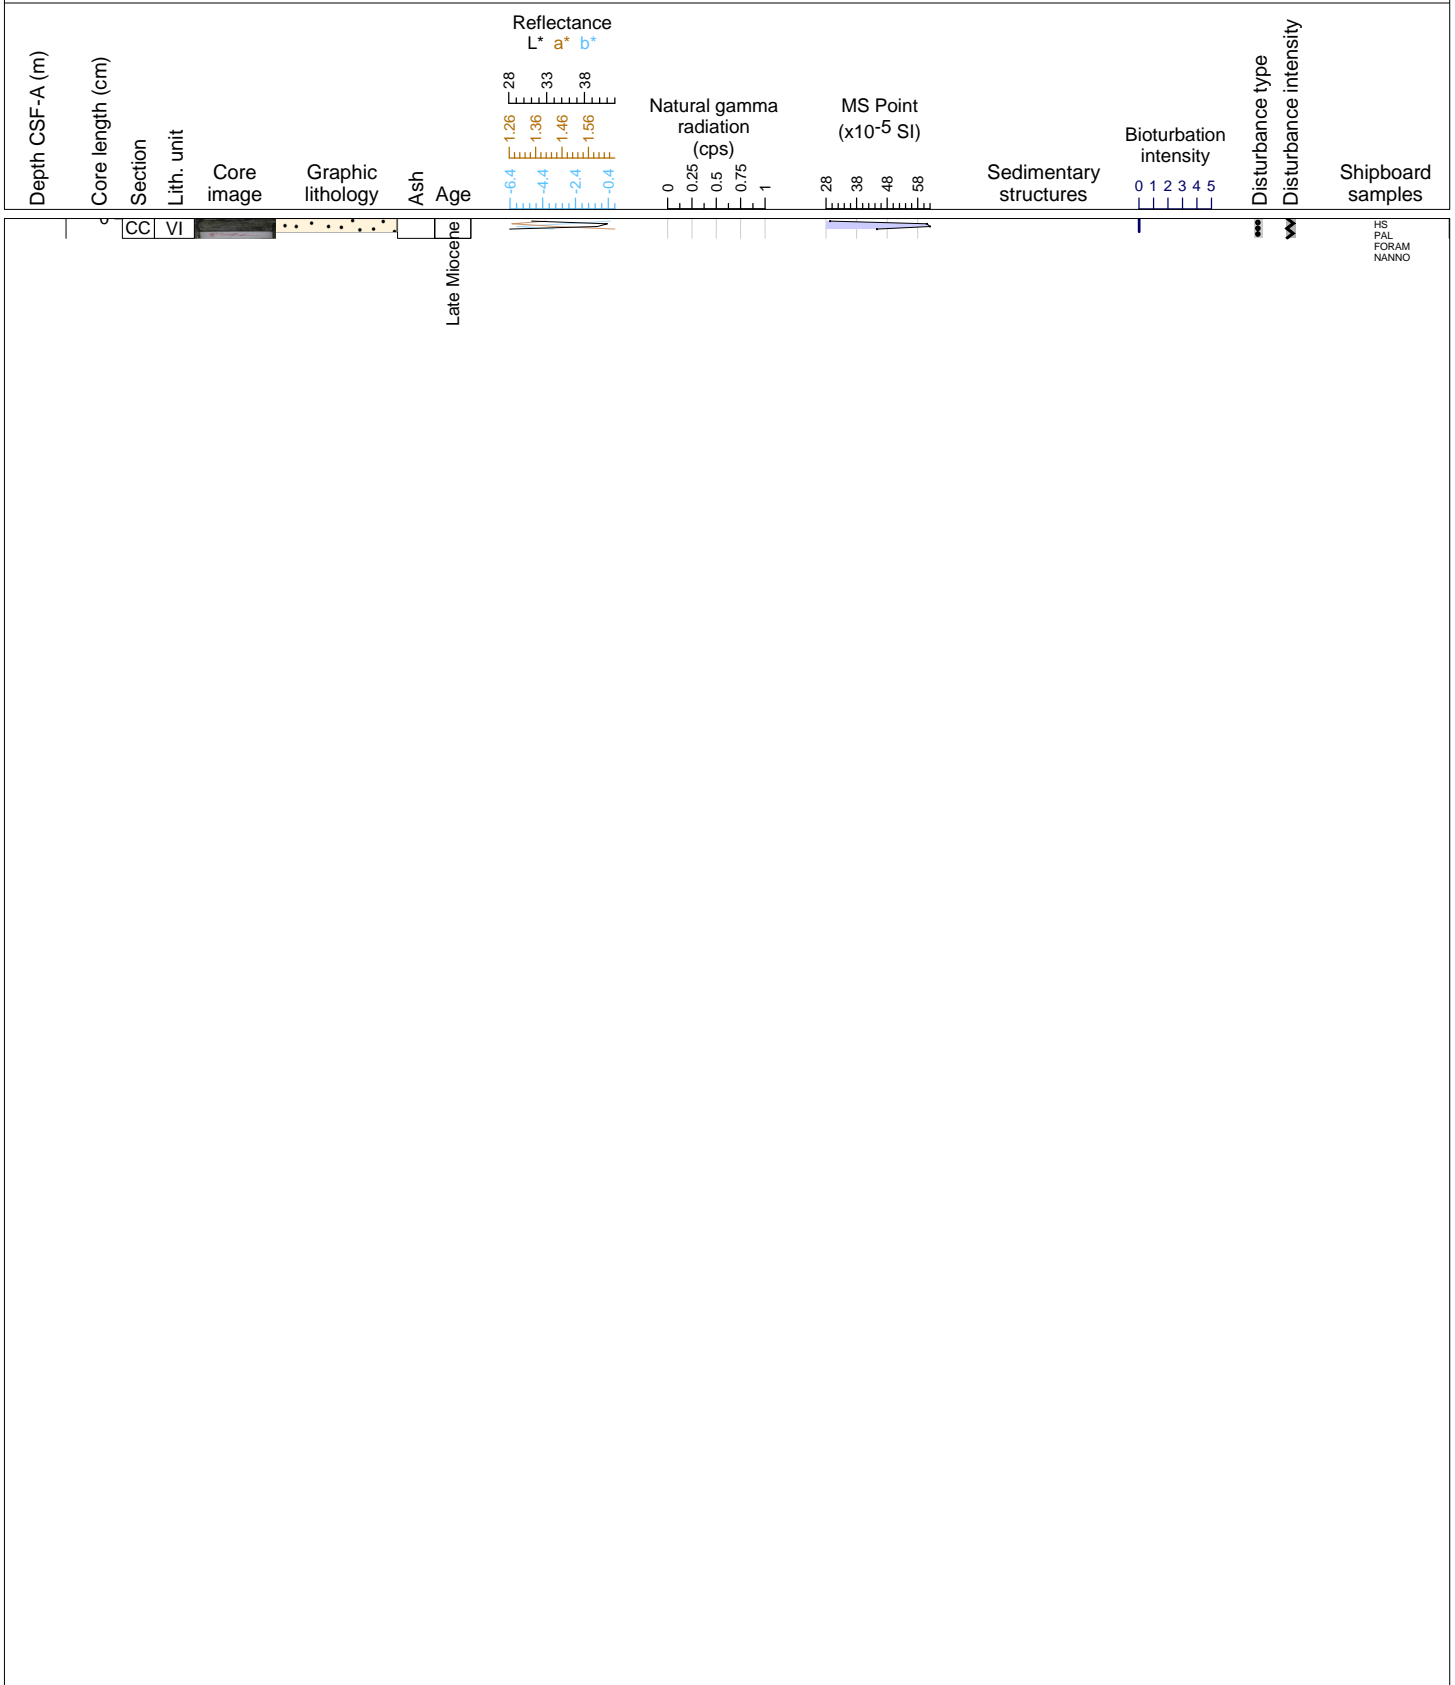 Depth CSF-A (m)
Core length (cm)
Section
Lith. unit
Core
image
Graphic
lithology
Ash
Age
Reflectance
L* a* b*
28 33 38
1.26 1.36 1.46 1.56
-6.4 -4.4 -2.4 -0.4
Natural gamma
radiation
(cps)
0 0.25 0.5 0.75 1
MS Point
(x10-5 SI)
28 38 48 58
Sedimentary
structures
Bioturbation
intensity
0 1 2 3 4 5
Disturbance type
Disturbance intensity
Shipboard
samples
CC
VI
Late Miocene
HS
PAL
FORAM
NANNO